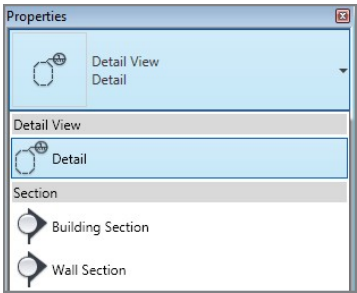 Properties
Detail View
Detail
Detail View
Detail
Section
Building Section
Wall Section